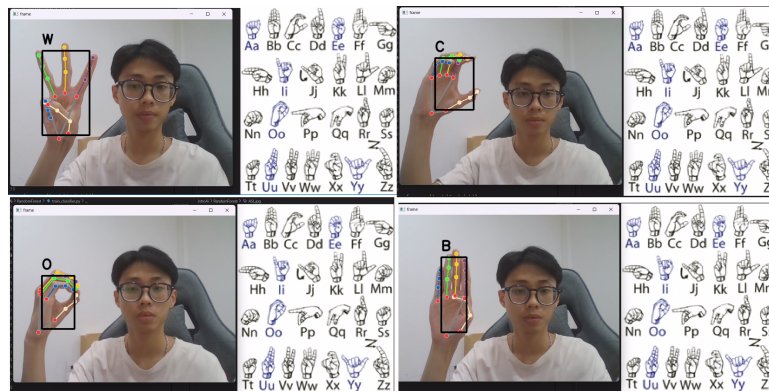 frame
W
Aa Bb Cc Dd Ee Ff Gg
Hh Ii Jj Kk Ll Mm
Nn Oo Pp Qq Rr Ss
Tt Uu Vv Ww Xx Yy Zz
frame
C
Aa Bb Cc Dd Ee Ff Gg
Hh Ii Jj Kk Ll Mm
Nn Oo Pp Qq Rr Ss
Tt Uu Vv Ww Xx Yy Zz
frame
O
Aa Bb Cc Dd Ee Ff Gg
Hh Ii Jj Kk Ll Mm
Nn Oo Pp Qq Rr Ss
Tt Uu Vv Ww Xx Yy Zz
frame
B
Aa Bb Cc Dd Ee Ff Gg
Hh Ii Jj Kk Ll Mm
Nn Oo Pp Qq Rr Ss
Tt Uu Vv Ww Xx Yy Zz